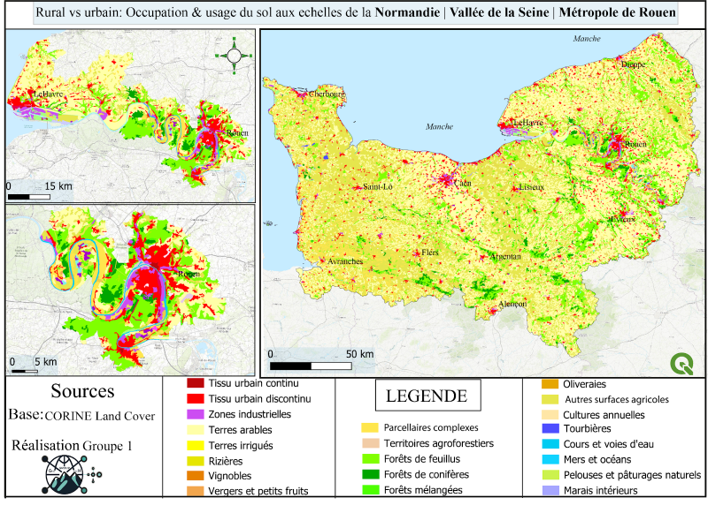 Rural vs urbain: Occupation & usage du sol aux echelles de la Normandie | Vallée de la Seine | Métropole de Rouen
LeHavre
Rouen
0 15 km
Rouen
0 5 km
Manche
Dieppe
Cherbourg
Manche
LeHavre
Rouen
Saint-Lô
Caen
Lisieux
Evreux
Avranches
Flers
Argentan
Alençon
0 50 km
Sources
Base: CORINE Land Cover
Réalisation Groupe 1
LEGENDE
Tissu urbain continu
Tissu urbain discontinu
Zones industrielles
Terres arables
Terres irrigués
Rizières
Vignobles
Vergers et petits fruits
Parcellaires complexes
Territoires agroforestiers
Forêts de feuillus
Forêts de conifères
Forêts mélangées
Oliveraies
Autres surfaces agricoles
Cultures annuelles
Tourbières
Cours et voies d'eau
Mers et océans
Pelouses et pâturages naturels
Marais intérieurs